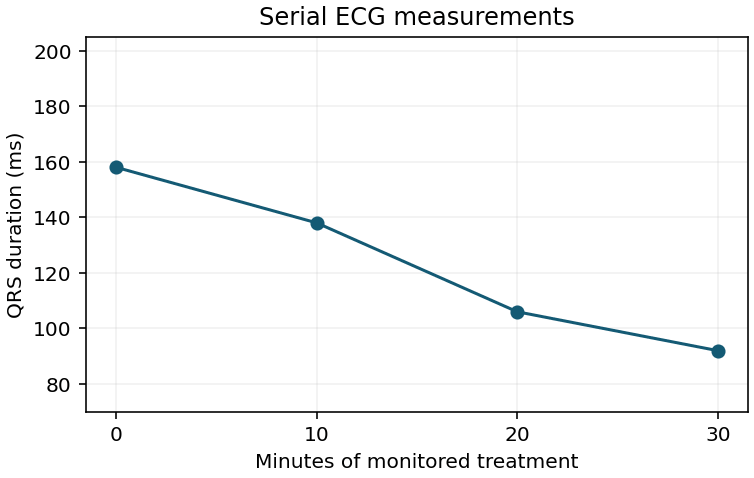 Serial ECG measurements
QRS duration (ms)
200
180
160
140
120
100
80
0 10 20 30
Minutes of monitored treatment